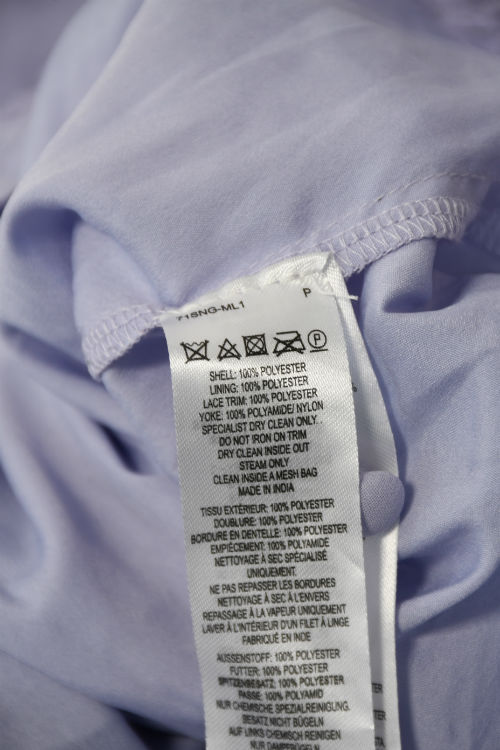 71SNG-ML1 P
SHELL: 100% POLYESTER
LINING: 100% POLYESTER
LACE TRIM: 100% POLYESTER
YOKE: 100% POLYAMIDE/ NYLON
SPECIALIST DRY CLEAN ONLY.
DO NOT IRON ON TRIM
DRY CLEAN INSIDE OUT
STEAM ONLY
CLEAN INSIDE A MESH BAG
MADE IN INDIA
TISSU EXTÉRIEUR: 100% POLYESTER
DOUBLURE: 100% POLYESTER
BORDURE EN DENTELLE: 100% POLYESTER
EMPIÈCEMENT: 100% POLYAMIDE
NETTOYAGE À SEC SPÉCIALISÉ
UNIQUEMENT.
NE PAS REPASSER LES BORDURES
NETTOYAGE À SEC À L'ENVERS
REPASSAGE À LA VAPEUR UNIQUEMENT
LAVER À L'INTÉRIEUR D'UN FILET À LINGE
FABRIQUÉ EN INDE
AUSSENSTOFF: 100% POLYESTER
FUTTER: 100% POLYESTER
SPITZENBESATZ: 100% POLYESTER
PASSE: 100% POLYAMID
NUR CHEMISCHE SPEZIALREINIGUNG.
BESATZ NICHT BÜGELN
AUF LINKS CHEMISCH REINIGEN
NUR DAMPFBÜGELN